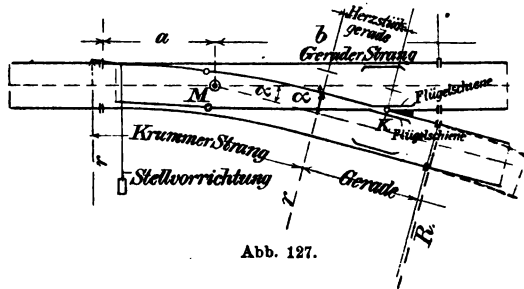 a
b
Herzstück-
gerade
Gerader Strang
M
α
α
Flügelschiene
K
Flügelschiene
Krummer Strang
r
r
Gerade
R
Stellvorrichtung
Abb. 127.